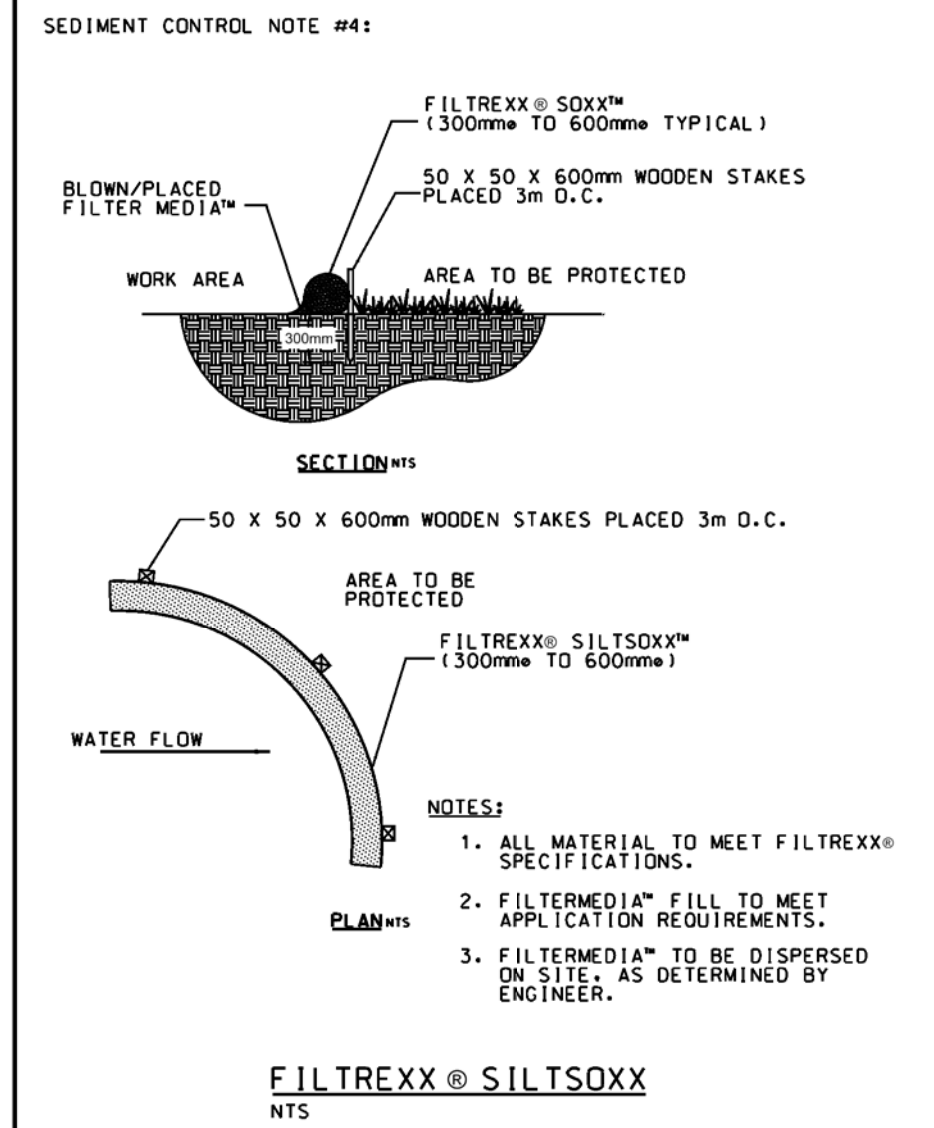 SEDIMENT CONTROL NOTE #4:
FILTREXX® SOXX™
(300mmø TO 600mmø TYPICAL)
50 X 50 X 600mm WOODEN STAKES
PLACED 3m O.C.
BLOWN/PLACED
FILTER MEDIA™
WORK AREA
AREA TO BE PROTECTED
300mm
SECTION NTS
50 X 50 X 600mm WOODEN STAKES PLACED 3m O.C.
AREA TO BE
PROTECTED
FILTREXX® SILTSOXX™
(300mmø TO 600mmø)
WATER FLOW
NOTES:
1. ALL MATERIAL TO MEET FILTREXX®
SPECIFICATIONS.
2. FILTERMEDIA™ FILL TO MEET
APPLICATION REQUIREMENTS.
3. FILTERMEDIA™ TO BE DISPERSED
ON SITE. AS DETERMINED BY
ENGINEER.
PLAN NTS
FILTREXX® SILTSOXX
NTS